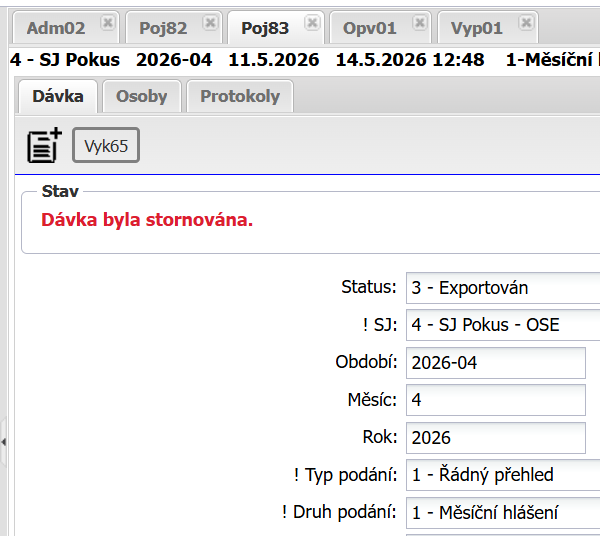 Adm02 Poj82 Poj83 Opv01 Vyp01
4 - SJ Pokus 2026-04 11.5.2026 14.5.2026 12:48 1-Měsíční
Dávka Osoby Protokoly
Vyk65
Stav
Dávka byla stornována.
Status: 3 - Exportován
! SJ: 4 - SJ Pokus - OSE
Období: 2026-04
Měsíc: 4
Rok: 2026
! Typ podání: 1 - Řádný přehled
! Druh podání: 1 - Měsíční hlášení